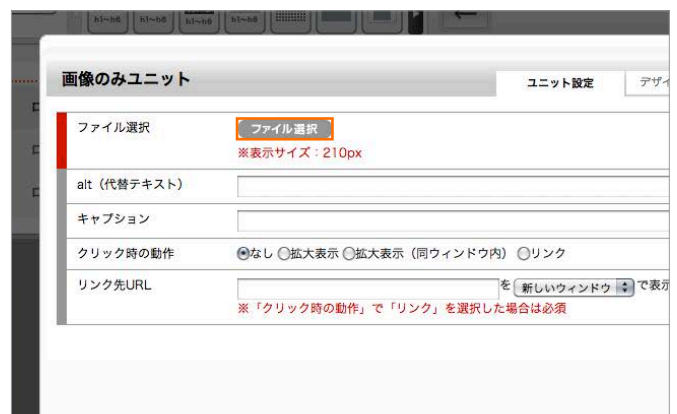 h1~h6 h1~h6 h1~h6 h1~h6
画像のみユニット
ユニット設定
デザイ
ファイル選択
ファイル選択
※表示サイズ：210px
alt（代替テキスト）
キャプション
クリック時の動作
なし 拡大表示 拡大表示（同ウィンドウ内） リンク
リンク先URL
を 新しいウィンドウ で表示
※「クリック時の動作」で「リンク」を選択した場合は必須